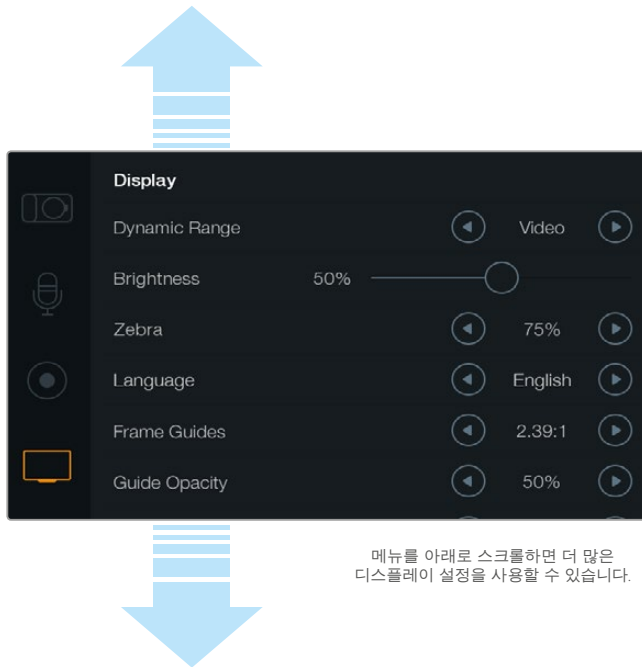 Display
Dynamic Range Video
Brightness 50%
Zebra 75%
Language English
Frame Guides 2.39:1
Guide Opacity 50%
메뉴를 아래로 스크롤하면 더 많은
디스플레이 설정을 사용할 수 있습니다.